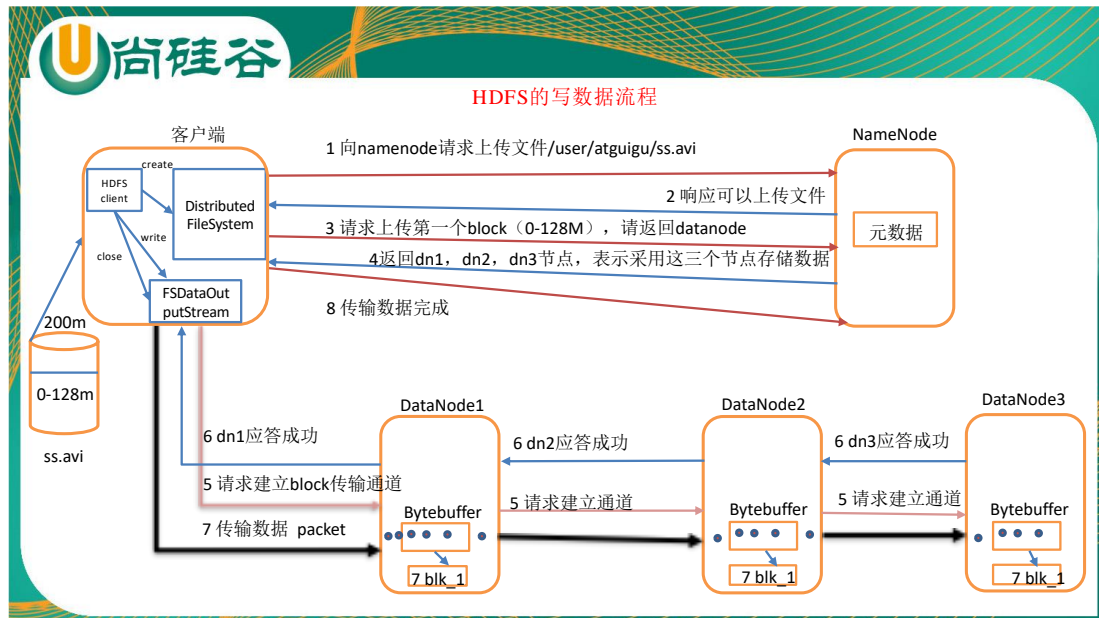 尚硅谷
HDFS的写数据流程
客户端
NameNode
1 向namenode请求上传文件/user/atguigu/ss.avi
create
HDFS
client
Distributed
FileSystem
2 响应可以上传文件
3 请求上传第一个block（0-128M），请返回datanode
元数据
write
close
4返回dn1，dn2，dn3节点，表示采用这三个节点存储数据
FSDataOut
putStream
8 传输数据完成
200m
0-128m
ss.avi
DataNode1
DataNode2
DataNode3
6 dn1应答成功
6 dn2应答成功
6 dn3应答成功
5 请求建立block传输通道
5 请求建立通道
5 请求建立通道
7 传输数据 packet
Bytebuffer
Bytebuffer
Bytebuffer
7 blk_1
7 blk_1
7 blk_1